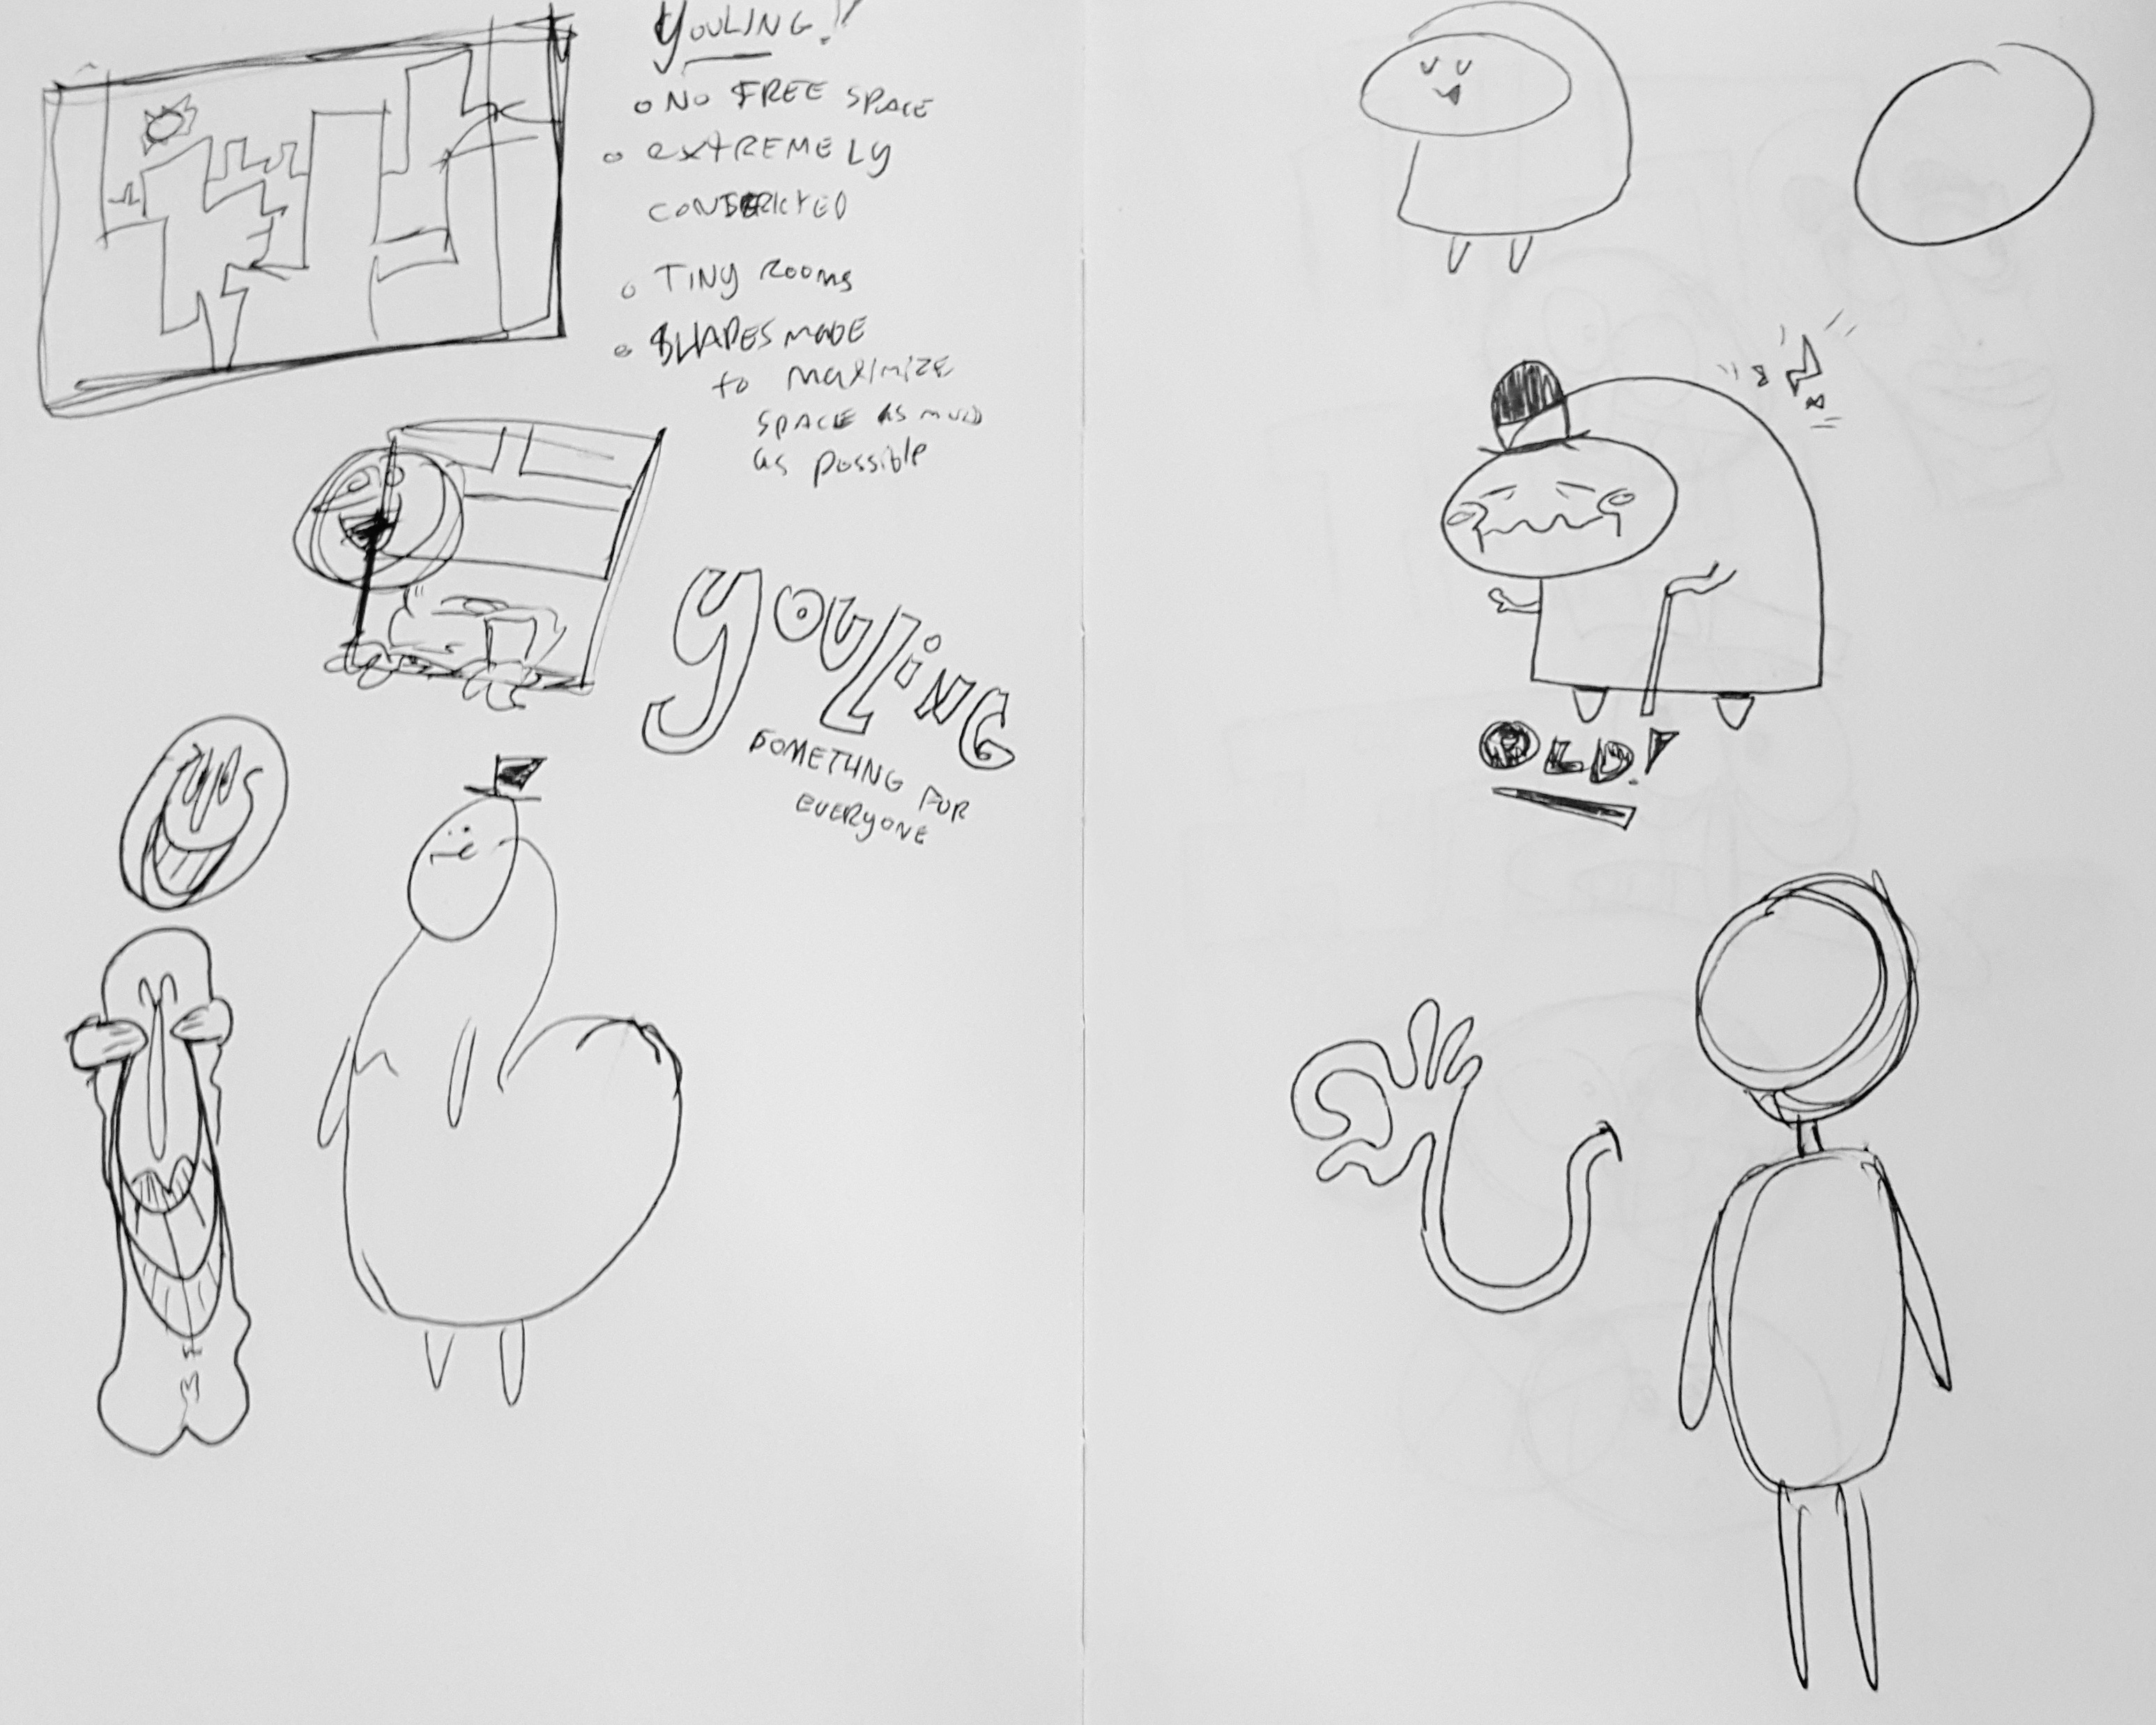 YOULING!!
o NO FREE SPACE
o extREMELY
TINY ROOMS
o SHAPES MADE
to MAXIMIZE
SPACE AS MUCH
as possible
YOULING
SOMETHING FOR
EVERYONE
OLD!